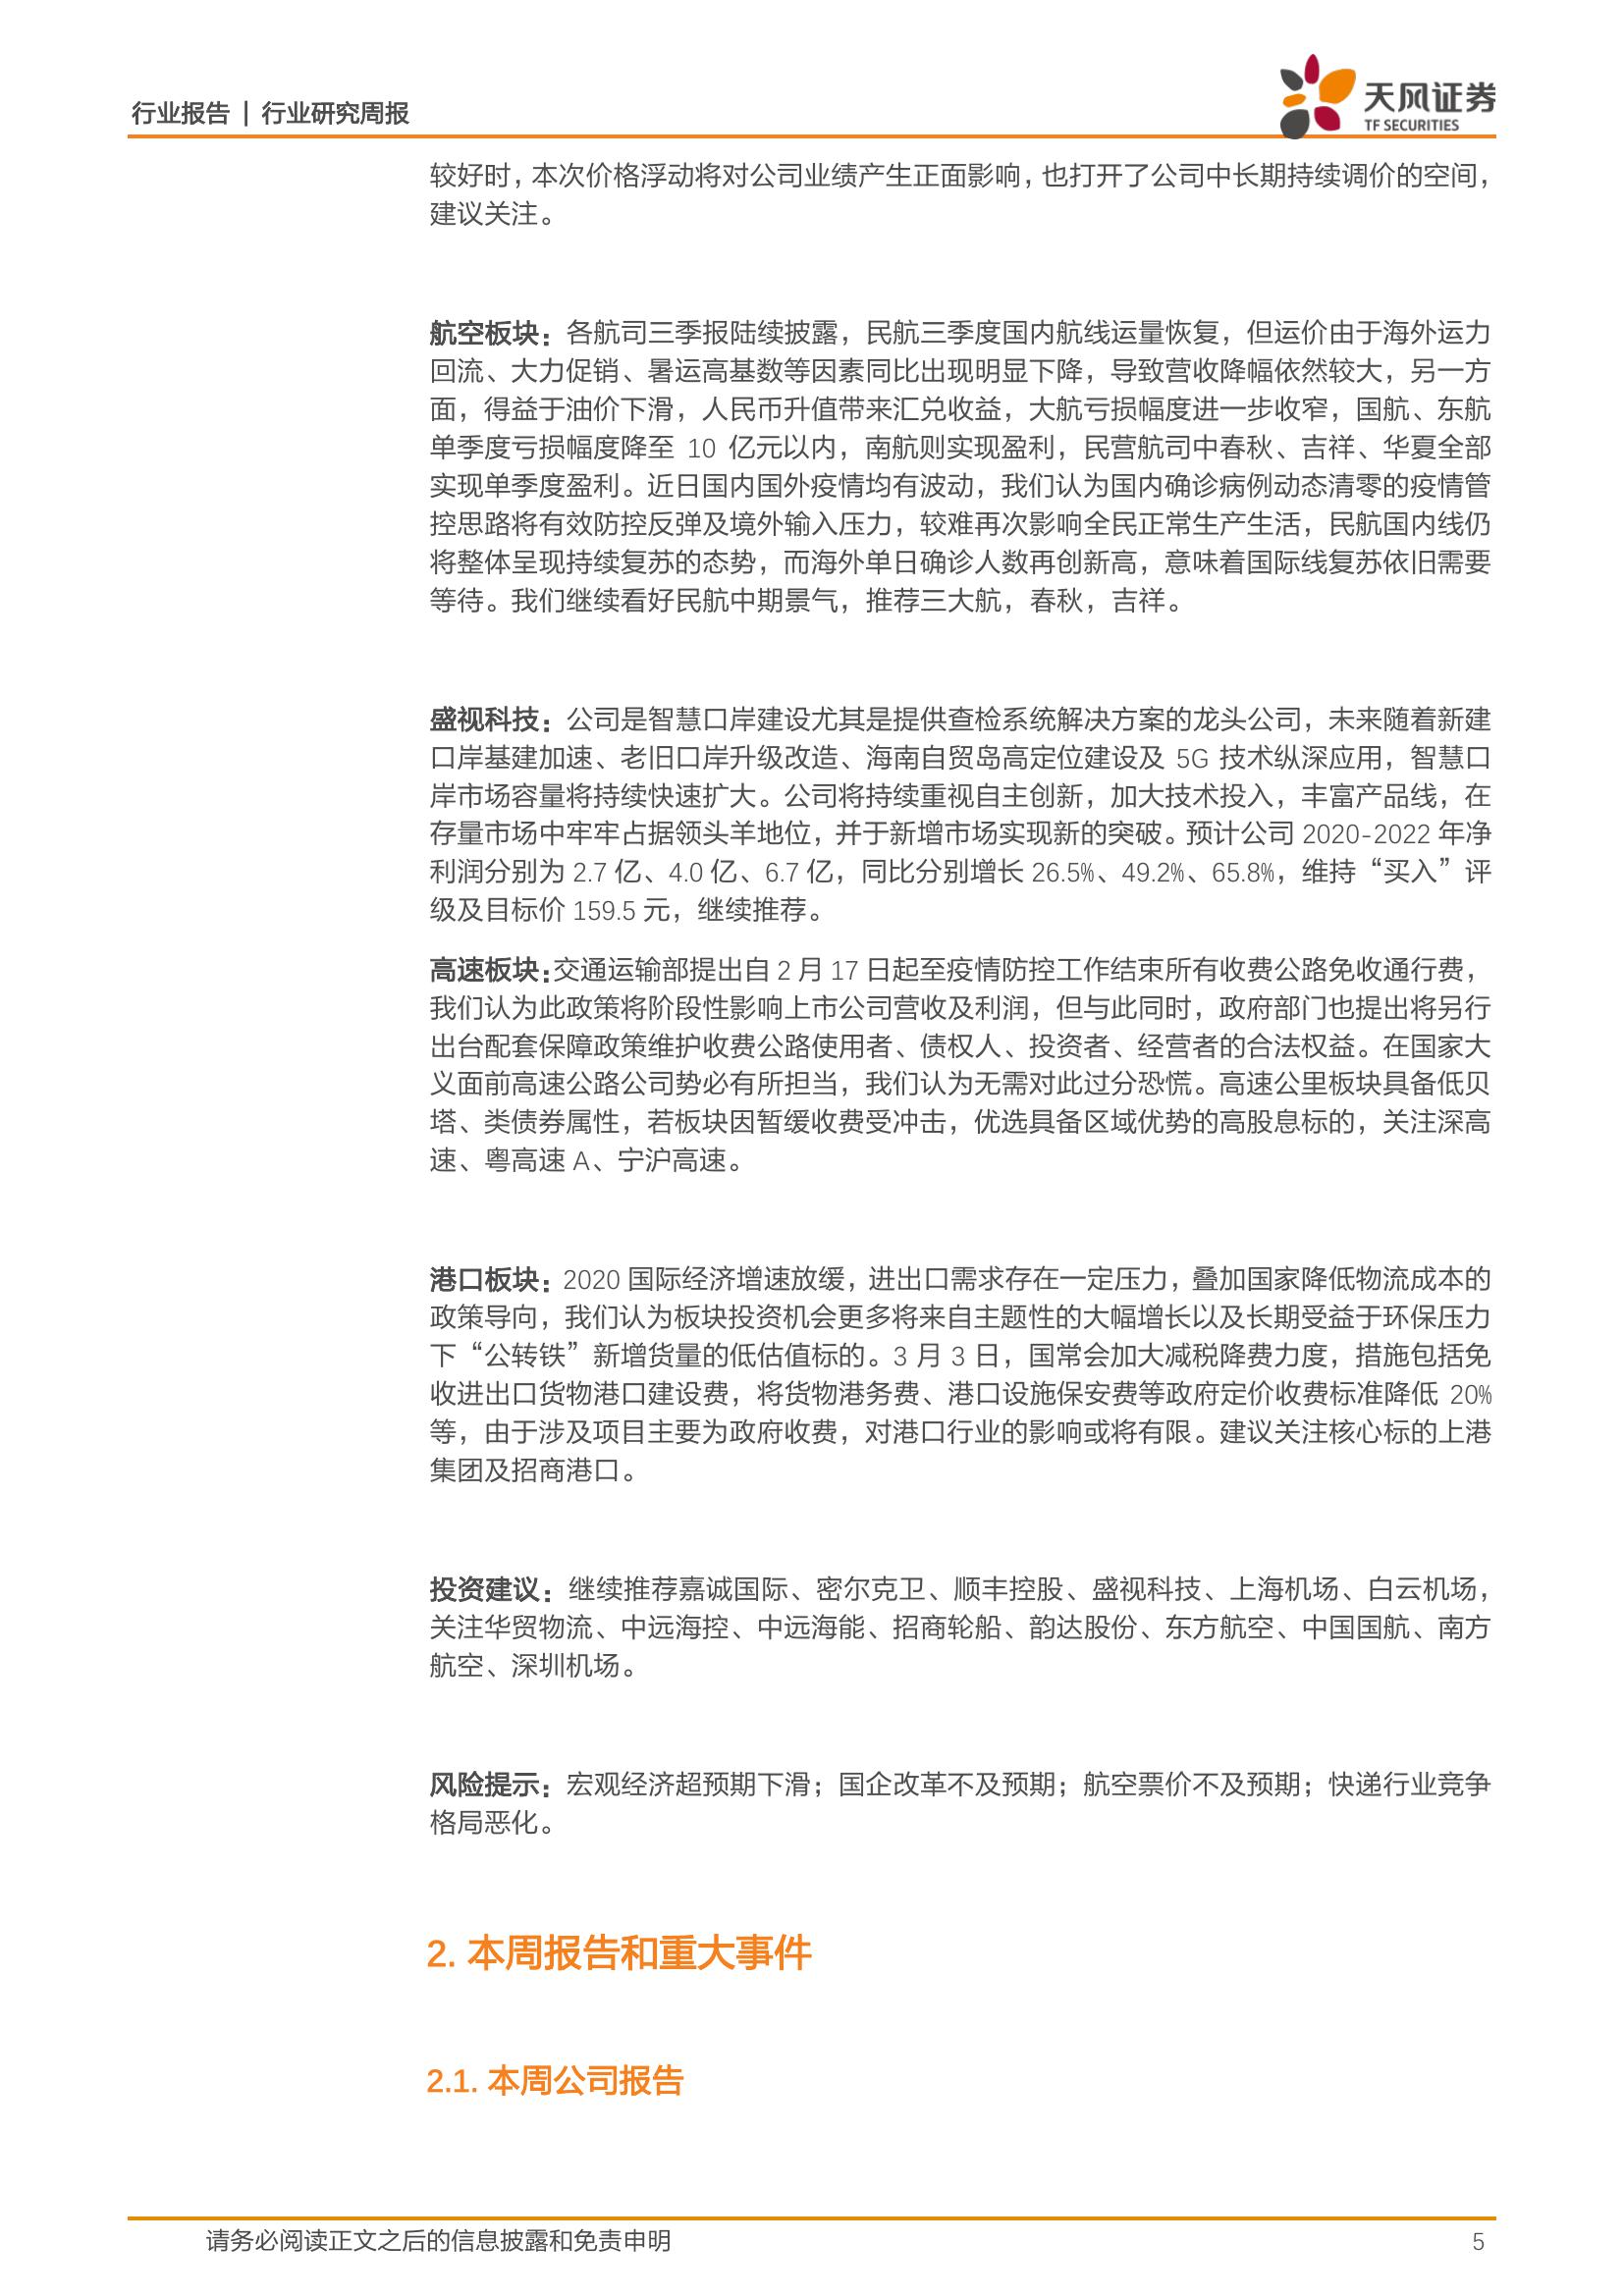 行业报告 | 行业研究周报
天风证券
TF SECURITIES
较好时，本次价格浮动将对公司业绩产生正面影响，也打开了公司中长期持续调价的空间，
建议关注。
航空板块：各航司三季报陆续披露，民航三季度国内航线运量恢复，但运价由于海外运力
回流、大力促销、暑运高基数等因素同比出现明显下降，导致营收降幅依然较大，另一方
面，得益于油价下滑，人民币升值带来汇兑收益，大航亏损幅度进一步收窄，国航、东航
单季度亏损幅度降至 10 亿元以内，南航则实现盈利，民营航司中春秋、吉祥、华夏全部
实现单季度盈利。近日国内国外疫情均有波动，我们认为国内确诊病例动态清零的疫情管
控思路将有效防控反弹及境外输入压力，较难再次影响全民正常生产生活，民航国内线仍
将整体呈现持续复苏的态势，而海外单日确诊人数再创新高，意味着国际线复苏依旧需要
等待。我们继续看好民航中期景气，推荐三大航，春秋，吉祥。
盛视科技：公司是智慧口岸建设尤其是提供查检系统解决方案的龙头公司，未来随着新建
口岸基建加速、老旧口岸升级改造、海南自贸岛高定位建设及 5G 技术纵深应用，智慧口
岸市场容量将持续快速扩大。公司将持续重视自主创新，加大技术投入，丰富产品线，在
存量市场中牢牢占据领头羊地位，并于新增市场实现新的突破。预计公司 2020-2022 年净
利润分别为 2.7 亿、4.0 亿、6.7 亿，同比分别增长 26.5%、49.2%、65.8%，维持“买入”评
级及目标价 159.5 元，继续推荐。
高速板块：交通运输部提出自 2 月 17 日起至疫情防控工作结束所有收费公路免收通行费，
我们认为此政策将阶段性影响上市公司营收及利润，但与此同时，政府部门也提出将另行
出台配套保障政策维护收费公路使用者、债权人、投资者、经营者的合法权益。在国家大
义面前高速公路公司势必有所担当，我们认为无需对此过分恐慌。高速公里板块具备低贝
塔、类债券属性，若板块因暂缓收费受冲击，优选具备区域优势的高股息标的，关注深高
速、粤高速 A、宁沪高速。
港口板块：2020 国际经济增速放缓，进出口需求存在一定压力，叠加国家降低物流成本的
政策导向，我们认为板块投资机会更多将来自主题性的大幅增长以及长期受益于环保压力
下“公转铁”新增货量的低估值标的。3 月 3 日，国常会加大减税降费力度，措施包括免
收进出口货物港口建设费，将货物港务费、港口设施保安费等政府定价收费标准降低 20%
等，由于涉及项目主要为政府收费，对港口行业的影响或将有限。建议关注核心标的上港
集团及招商港口。
投资建议：继续推荐嘉诚国际、密尔克卫、顺丰控股、盛视科技、上海机场、白云机场，
关注华贸物流、中远海控、中远海能、招商轮船、韵达股份、东方航空、中国国航、南方
航空、深圳机场。
风险提示：宏观经济超预期下滑；国企改革不及预期；航空票价不及预期；快递行业竞争
格局恶化。
2. 本周报告和重大事件
2.1. 本周公司报告
请务必阅读正文之后的信息披露和免责申明
5